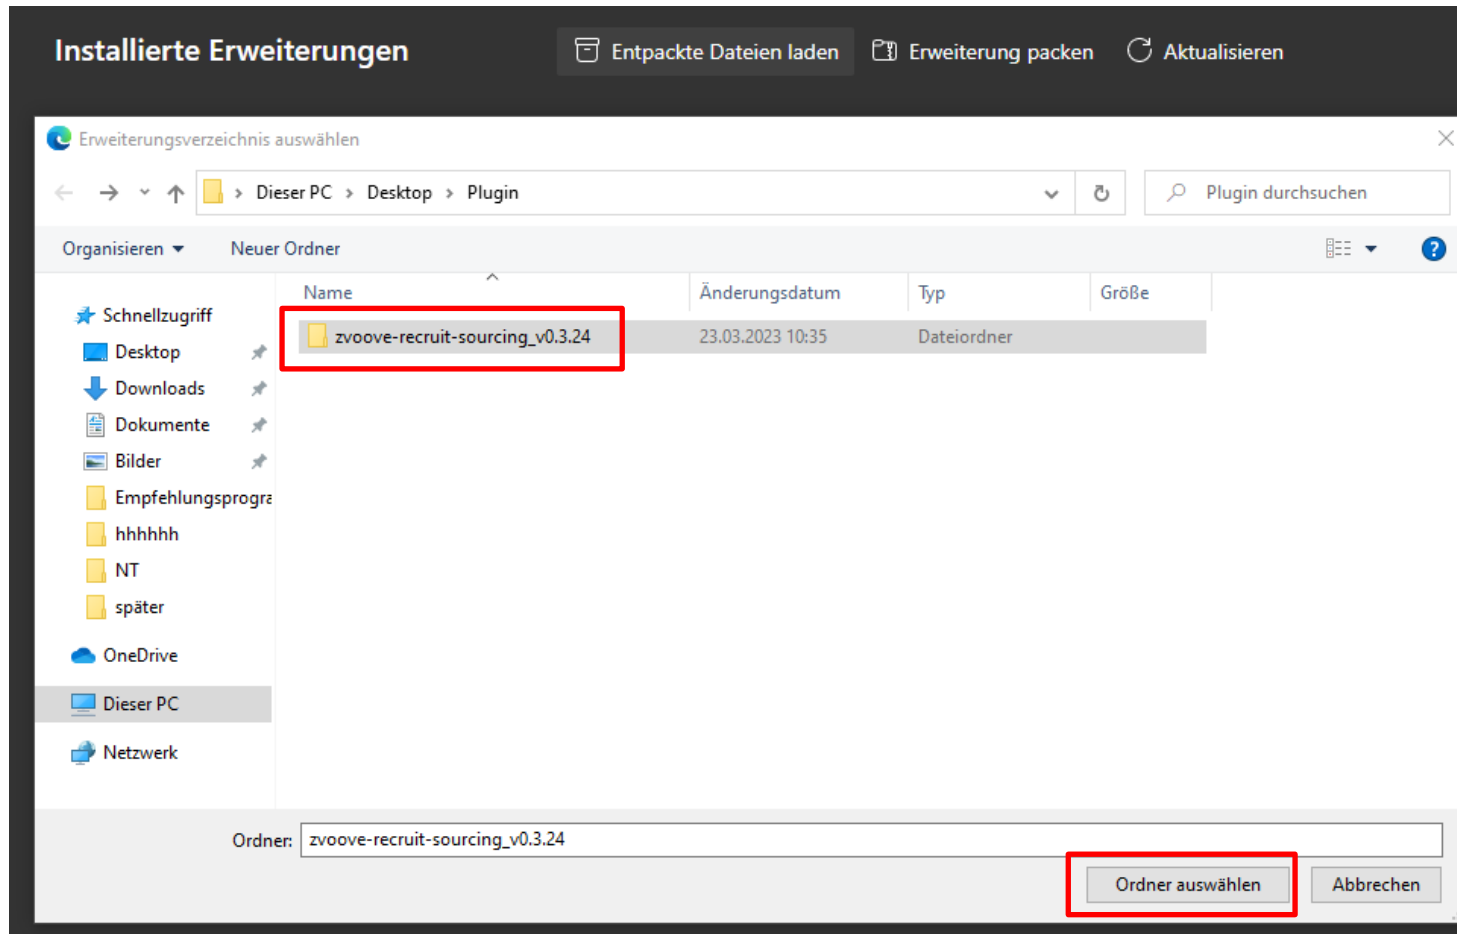 Installierte Erweiterungen Entpackte Dateien laden Erweiterung packen Aktualisieren
Erweiterungsverzeichnis auswählen
Dieser PC > Desktop > Plugin Plugin durchsuchen
Organisieren Neuer Ordner
Name Änderungsdatum Typ Größe
zvoove-recruit-sourcing_v0.3.24 23.03.2023 10:35 Dateiordner
Schnellzugriff
Desktop
Downloads
Dokumente
Bilder
Empfehlungsprogra
hhhhhh
NT
später
OneDrive
Dieser PC
Netzwerk
Ordner: zvoove-recruit-sourcing_v0.3.24
Ordner auswählen Abbrechen